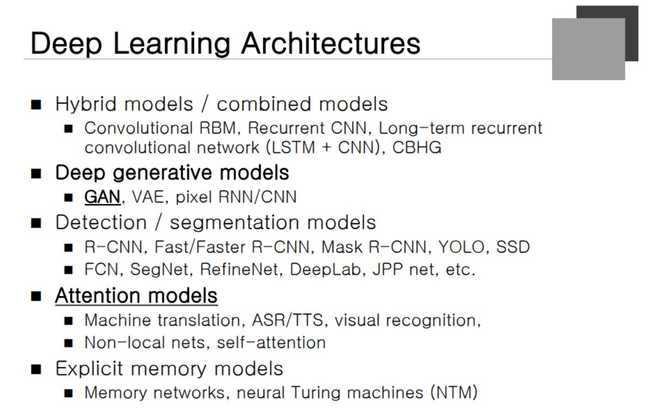 Deep Learning Architectures
■ Hybrid models / combined models
■ Convolutional RBM, Recurrent CNN, Long-term recurrent
convolutional network (LSTM + CNN), CBHG
■ Deep generative models
■ GAN, VAE, pixel RNN/CNN
■ Detection / segmentation models
■ R-CNN, Fast/Faster R-CNN, Mask R-CNN, YOLO, SSD
■ FCN, SegNet, RefineNet, DeepLab, JPP net, etc.
■ Attention models
■ Machine translation, ASR/TTS, visual recognition,
■ Non-local nets, self-attention
■ Explicit memory models
■ Memory networks, neural Turing machines (NTM)